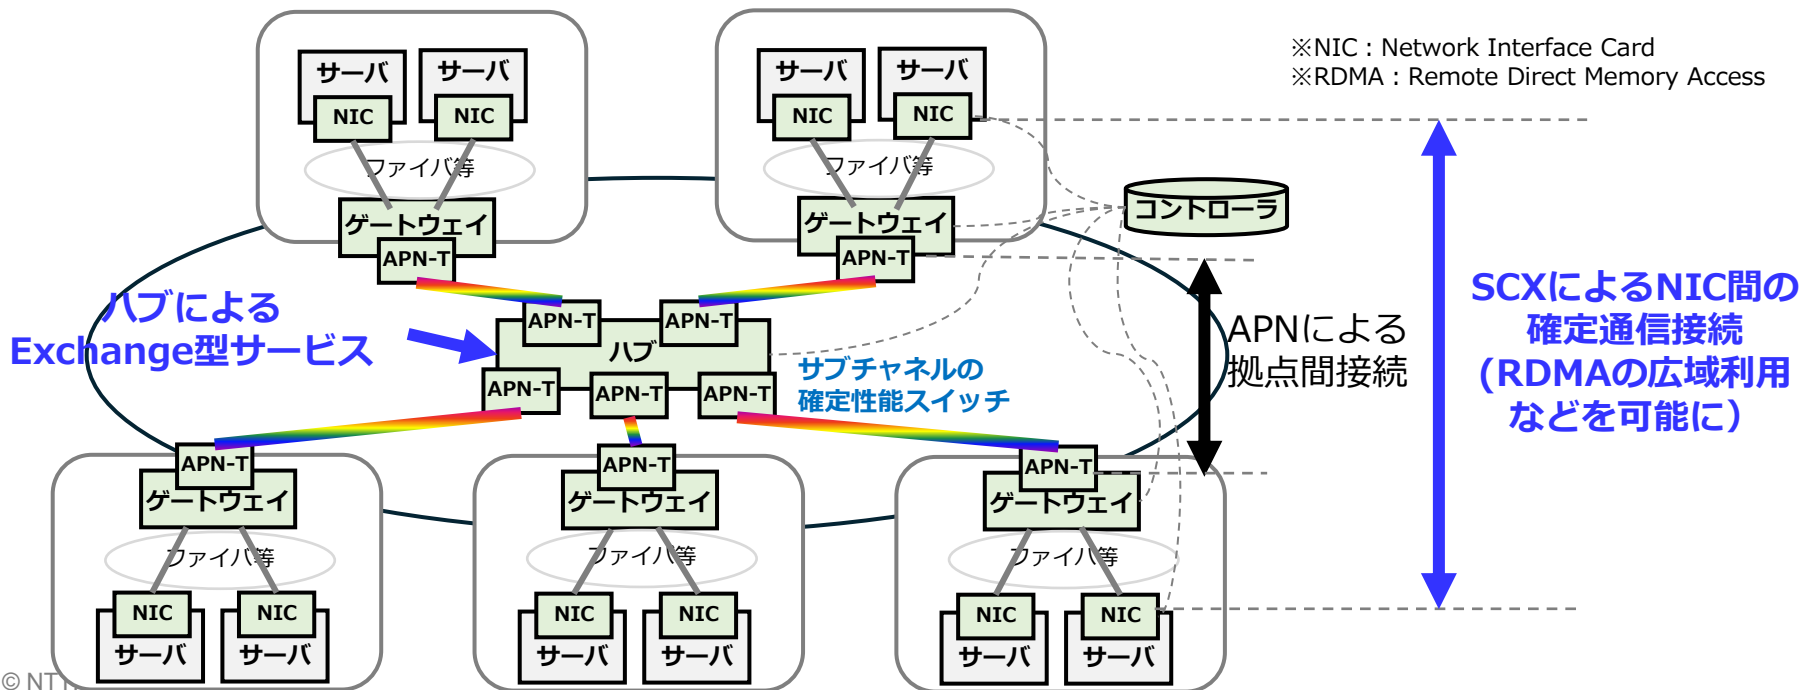 ※NIC：Network Interface Card
※RDMA：Remote Direct Memory Access
サーバ
サーバ
サーバ
サーバ
NIC
NIC
NIC
NIC
ファイバ等
ファイバ等
ゲートウェイ
ゲートウェイ
コントローラ
APN-T
APN-T
ハブによる
Exchange型サービス
APN-T
APN-T
ハブ
APN-T
APN-T
APN-T
サブチャネルの
確定性能スイッチ
APNによる
拠点間接続
SCXによるNIC間の
確定通信接続
(RDMAの広域利用
などを可能に）
APN-T
APN-T
APN-T
ゲートウェイ
ゲートウェイ
ゲートウェイ
ファイバ等
ファイバ等
ファイバ等
NIC
NIC
NIC
NIC
NIC
NIC
サーバ
サーバ
サーバ
サーバ
サーバ
サーバ
© NTT